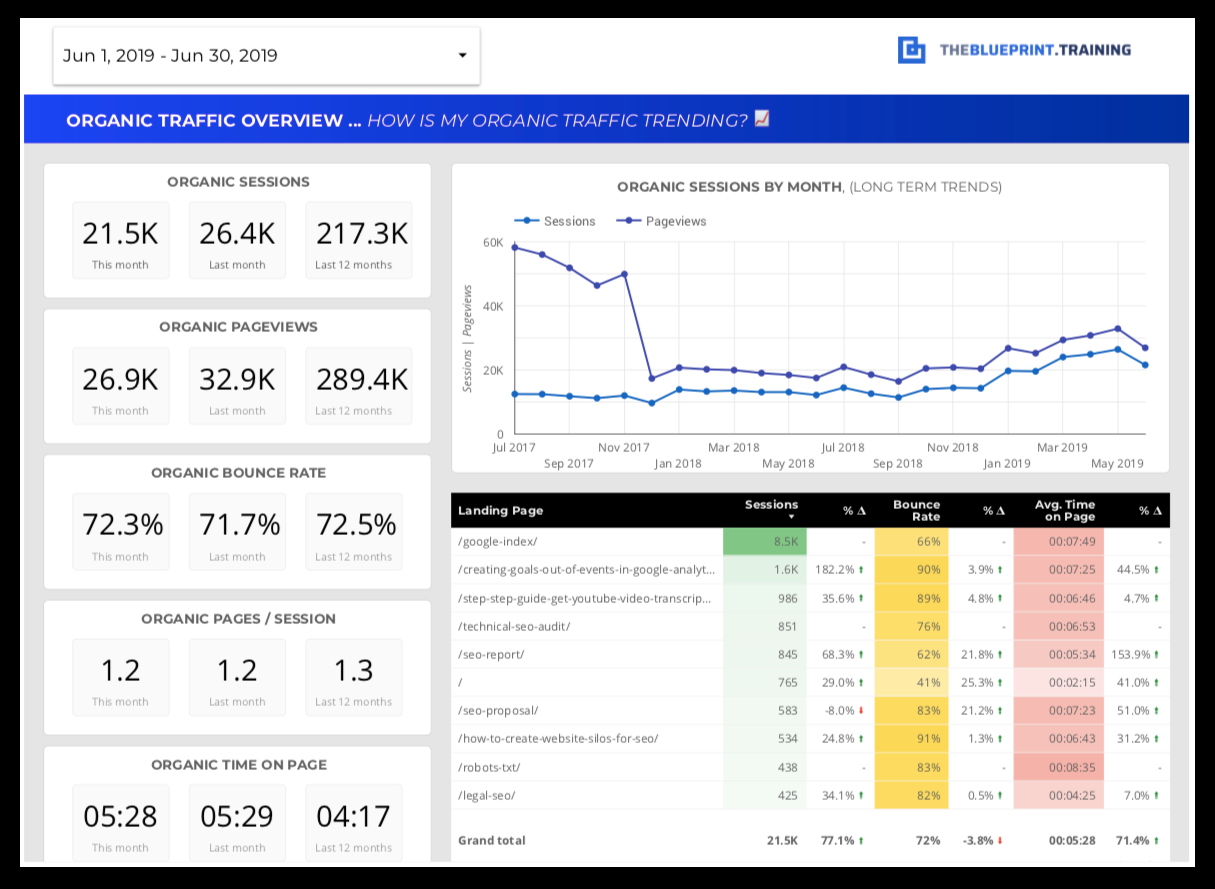 Jun 1, 2019 - Jun 30, 2019
THEBLUEPRINT.TRAINING
ORGANIC TRAFFIC OVERVIEW ... HOW IS MY ORGANIC TRAFFIC TRENDING? 📈
ORGANIC SESSIONS
21.5K 26.4K 217.3K
This month Last month Last 12 months
ORGANIC PAGEVIEWS
26.9K 32.9K 289.4K
This month Last month Last 12 months
ORGANIC BOUNCE RATE
72.3% 71.7% 72.5%
This month Last month Last 12 months
ORGANIC PAGES / SESSION
1.2 1.2 1.3
This month Last month Last 12 months
ORGANIC TIME ON PAGE
05:28 05:29 04:17
This month Last month Last 12 months
ORGANIC SESSIONS BY MONTH, (LONG TERM TRENDS)
Sessions Pageviews
Sessions | Pageviews
60K
40K
20K
0
Jul 2017 Nov 2017 Mar 2018 Jul 2018 Nov 2018 Mar 2019
Sep 2017 Jan 2018 May 2018 Sep 2018 Jan 2019 May 2019
Landing Page Sessions % Δ Bounce Rate % Δ Avg. Time on Page % Δ
/google-index/ 8.5K - 66% - 00:07:49 -
/creating-goals-out-of-events-in-google-analyt... 1.6K 182.2% ⬆ 90% 3.9% ⬆ 00:07:25 44.5% ⬆
/step-step-guide-get-youtube-video-transcrip... 986 35.6% ⬆ 89% 4.8% ⬆ 00:06:46 4.7% ⬆
/technical-seo-audit/ 851 - 76% - 00:06:53 -
/seo-report/ 845 68.3% ⬆ 62% 21.8% ⬆ 00:05:34 153.9% ⬆
/ 765 29.0% ⬆ 41% 25.3% ⬆ 00:02:15 41.0% ⬆
/seo-proposal/ 583 -8.0% ⬇ 83% 21.2% ⬆ 00:07:23 51.0% ⬆
/how-to-create-website-silos-for-seo/ 534 24.8% ⬆ 91% 1.3% ⬆ 00:06:43 31.2% ⬆
/robots-txt/ 438 - 83% - 00:08:35 -
/legal-seo/ 425 34.1% ⬆ 82% 0.5% ⬆ 00:04:25 7.0% ⬆
Grand total 21.5K 77.1% ⬆ 72% -3.8% ⬇ 00:05:28 71.4% ⬆